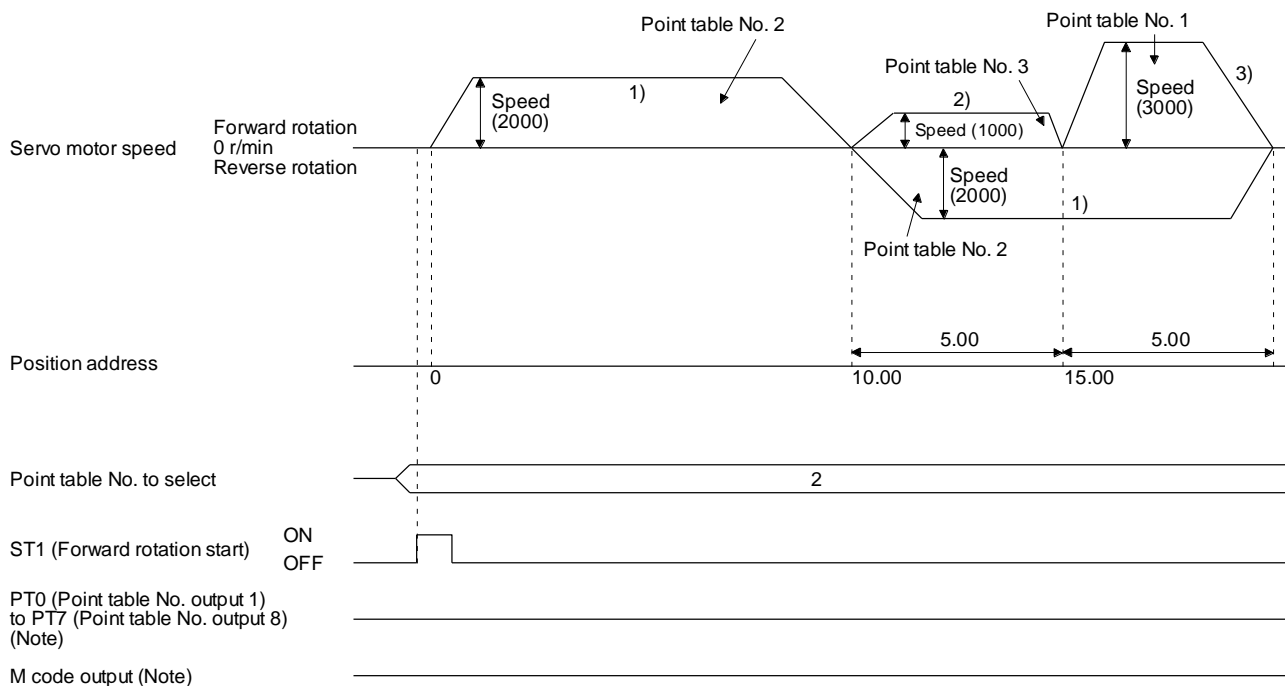 Point table No. 2
Point table No. 1
Point table No. 3
3)
1)
2)
Speed
(2000)
Speed (1000)
Speed
(3000)
Servo motor speed
Forward rotation
0 r/min
Reverse rotation
Speed
(2000)
1)
Point table No. 2
5.00
5.00
Position address
0
10.00
15.00
Point table No. to select
2
ST1 (Forward rotation start)
ON
OFF
PT0 (Point table No. output 1)
to PT7 (Point table No. output 8)
(Note)
M code output (Note)